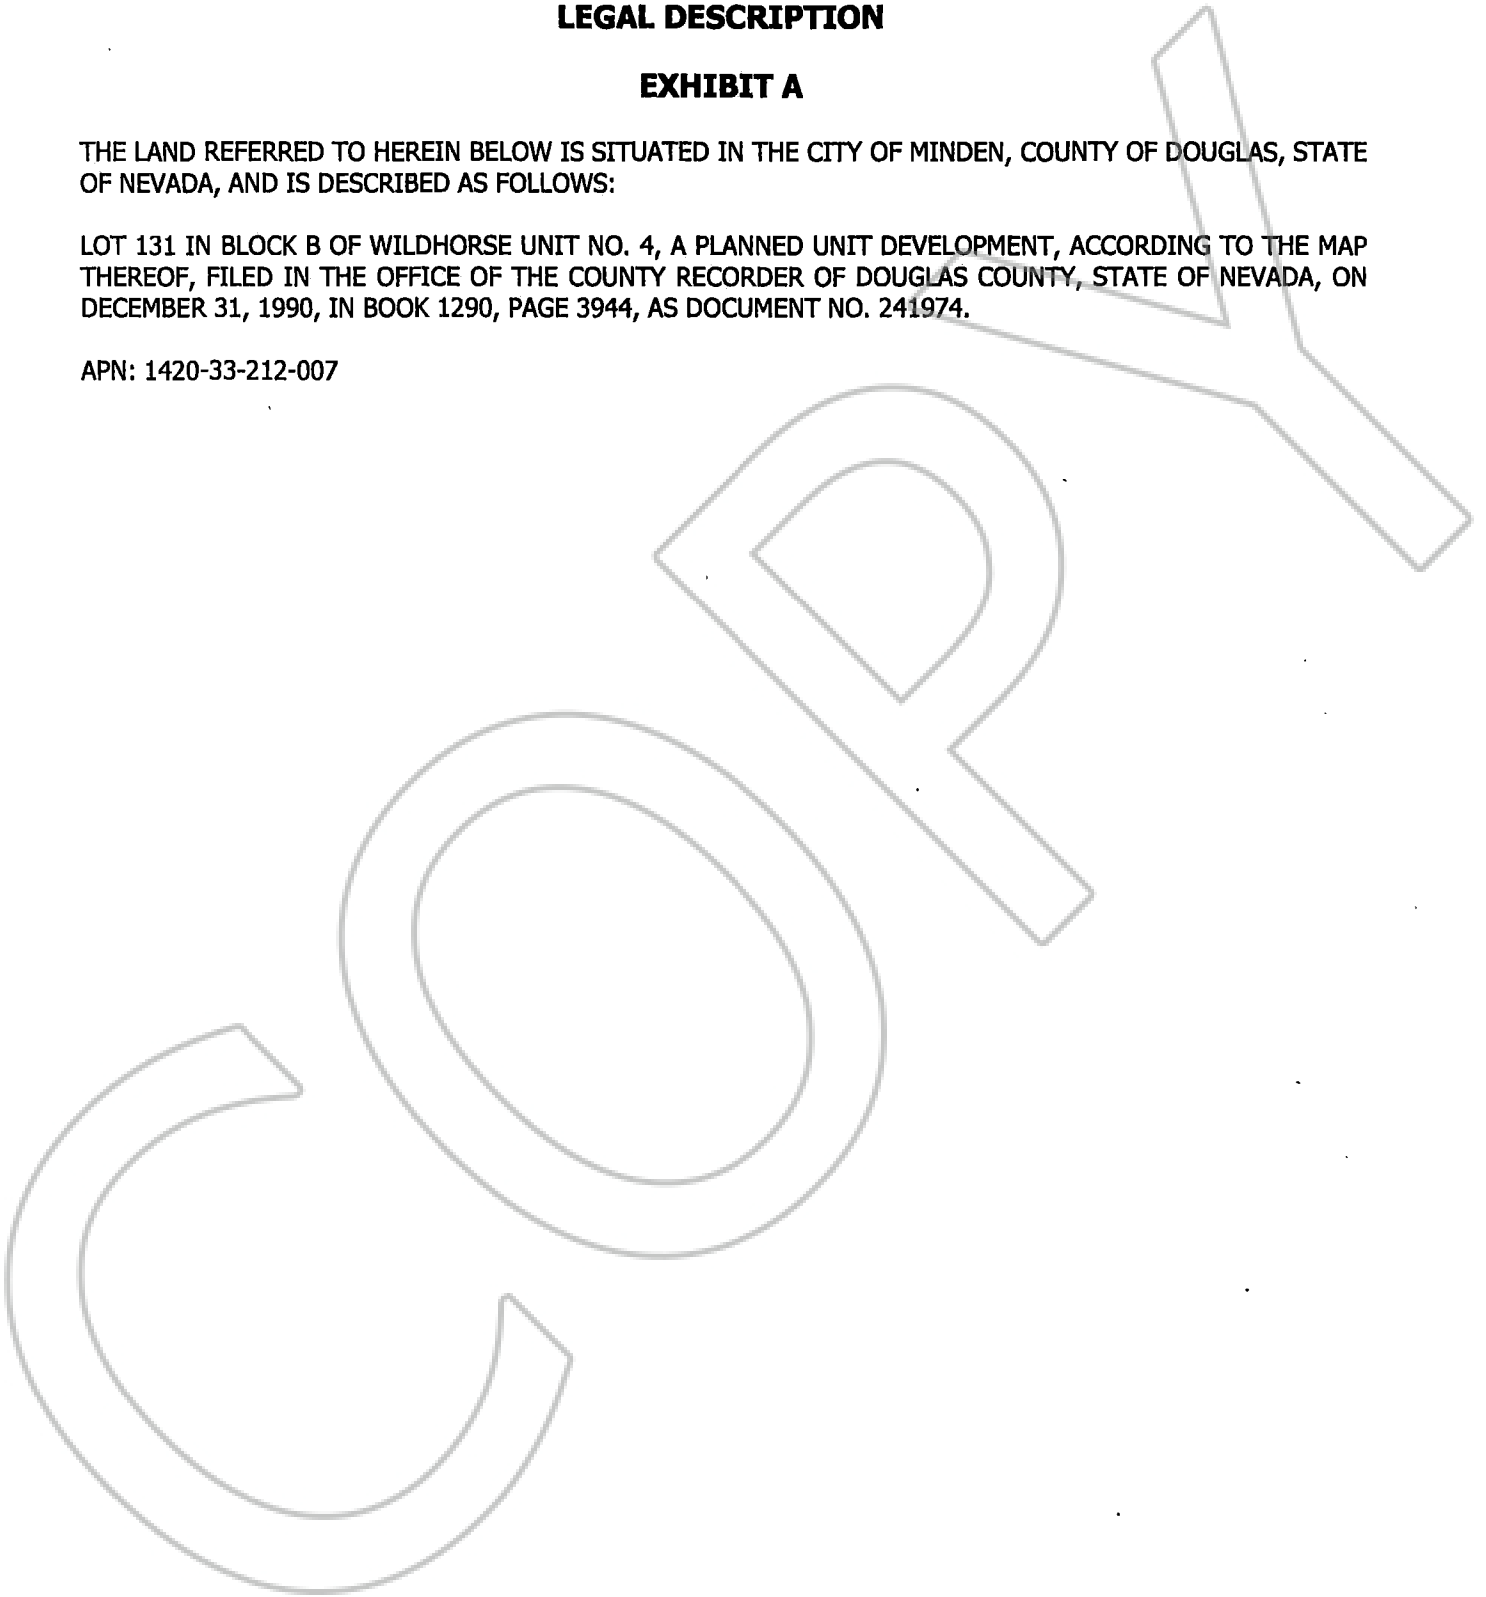 LEGAL DESCRIPTION
EXHIBIT A
THE LAND REFERRED TO HEREIN BELOW IS SITUATED IN THE CITY OF MINDEN, COUNTY OF DOUGLAS, STATE
OF NEVADA, AND IS DESCRIBED AS FOLLOWS:
LOT 131 IN BLOCK B OF WILDHORSE UNIT NO. 4, A PLANNED UNIT DEVELOPMENT, ACCORDING TO THE MAP
THEREOF, FILED IN THE OFFICE OF THE COUNTY RECORDER OF DOUGLAS COUNTY, STATE OF NEVADA, ON
DECEMBER 31, 1990, IN BOOK 1290, PAGE 3944, AS DOCUMENT NO. 241974.
APN: 1420-33-212-007
COPY